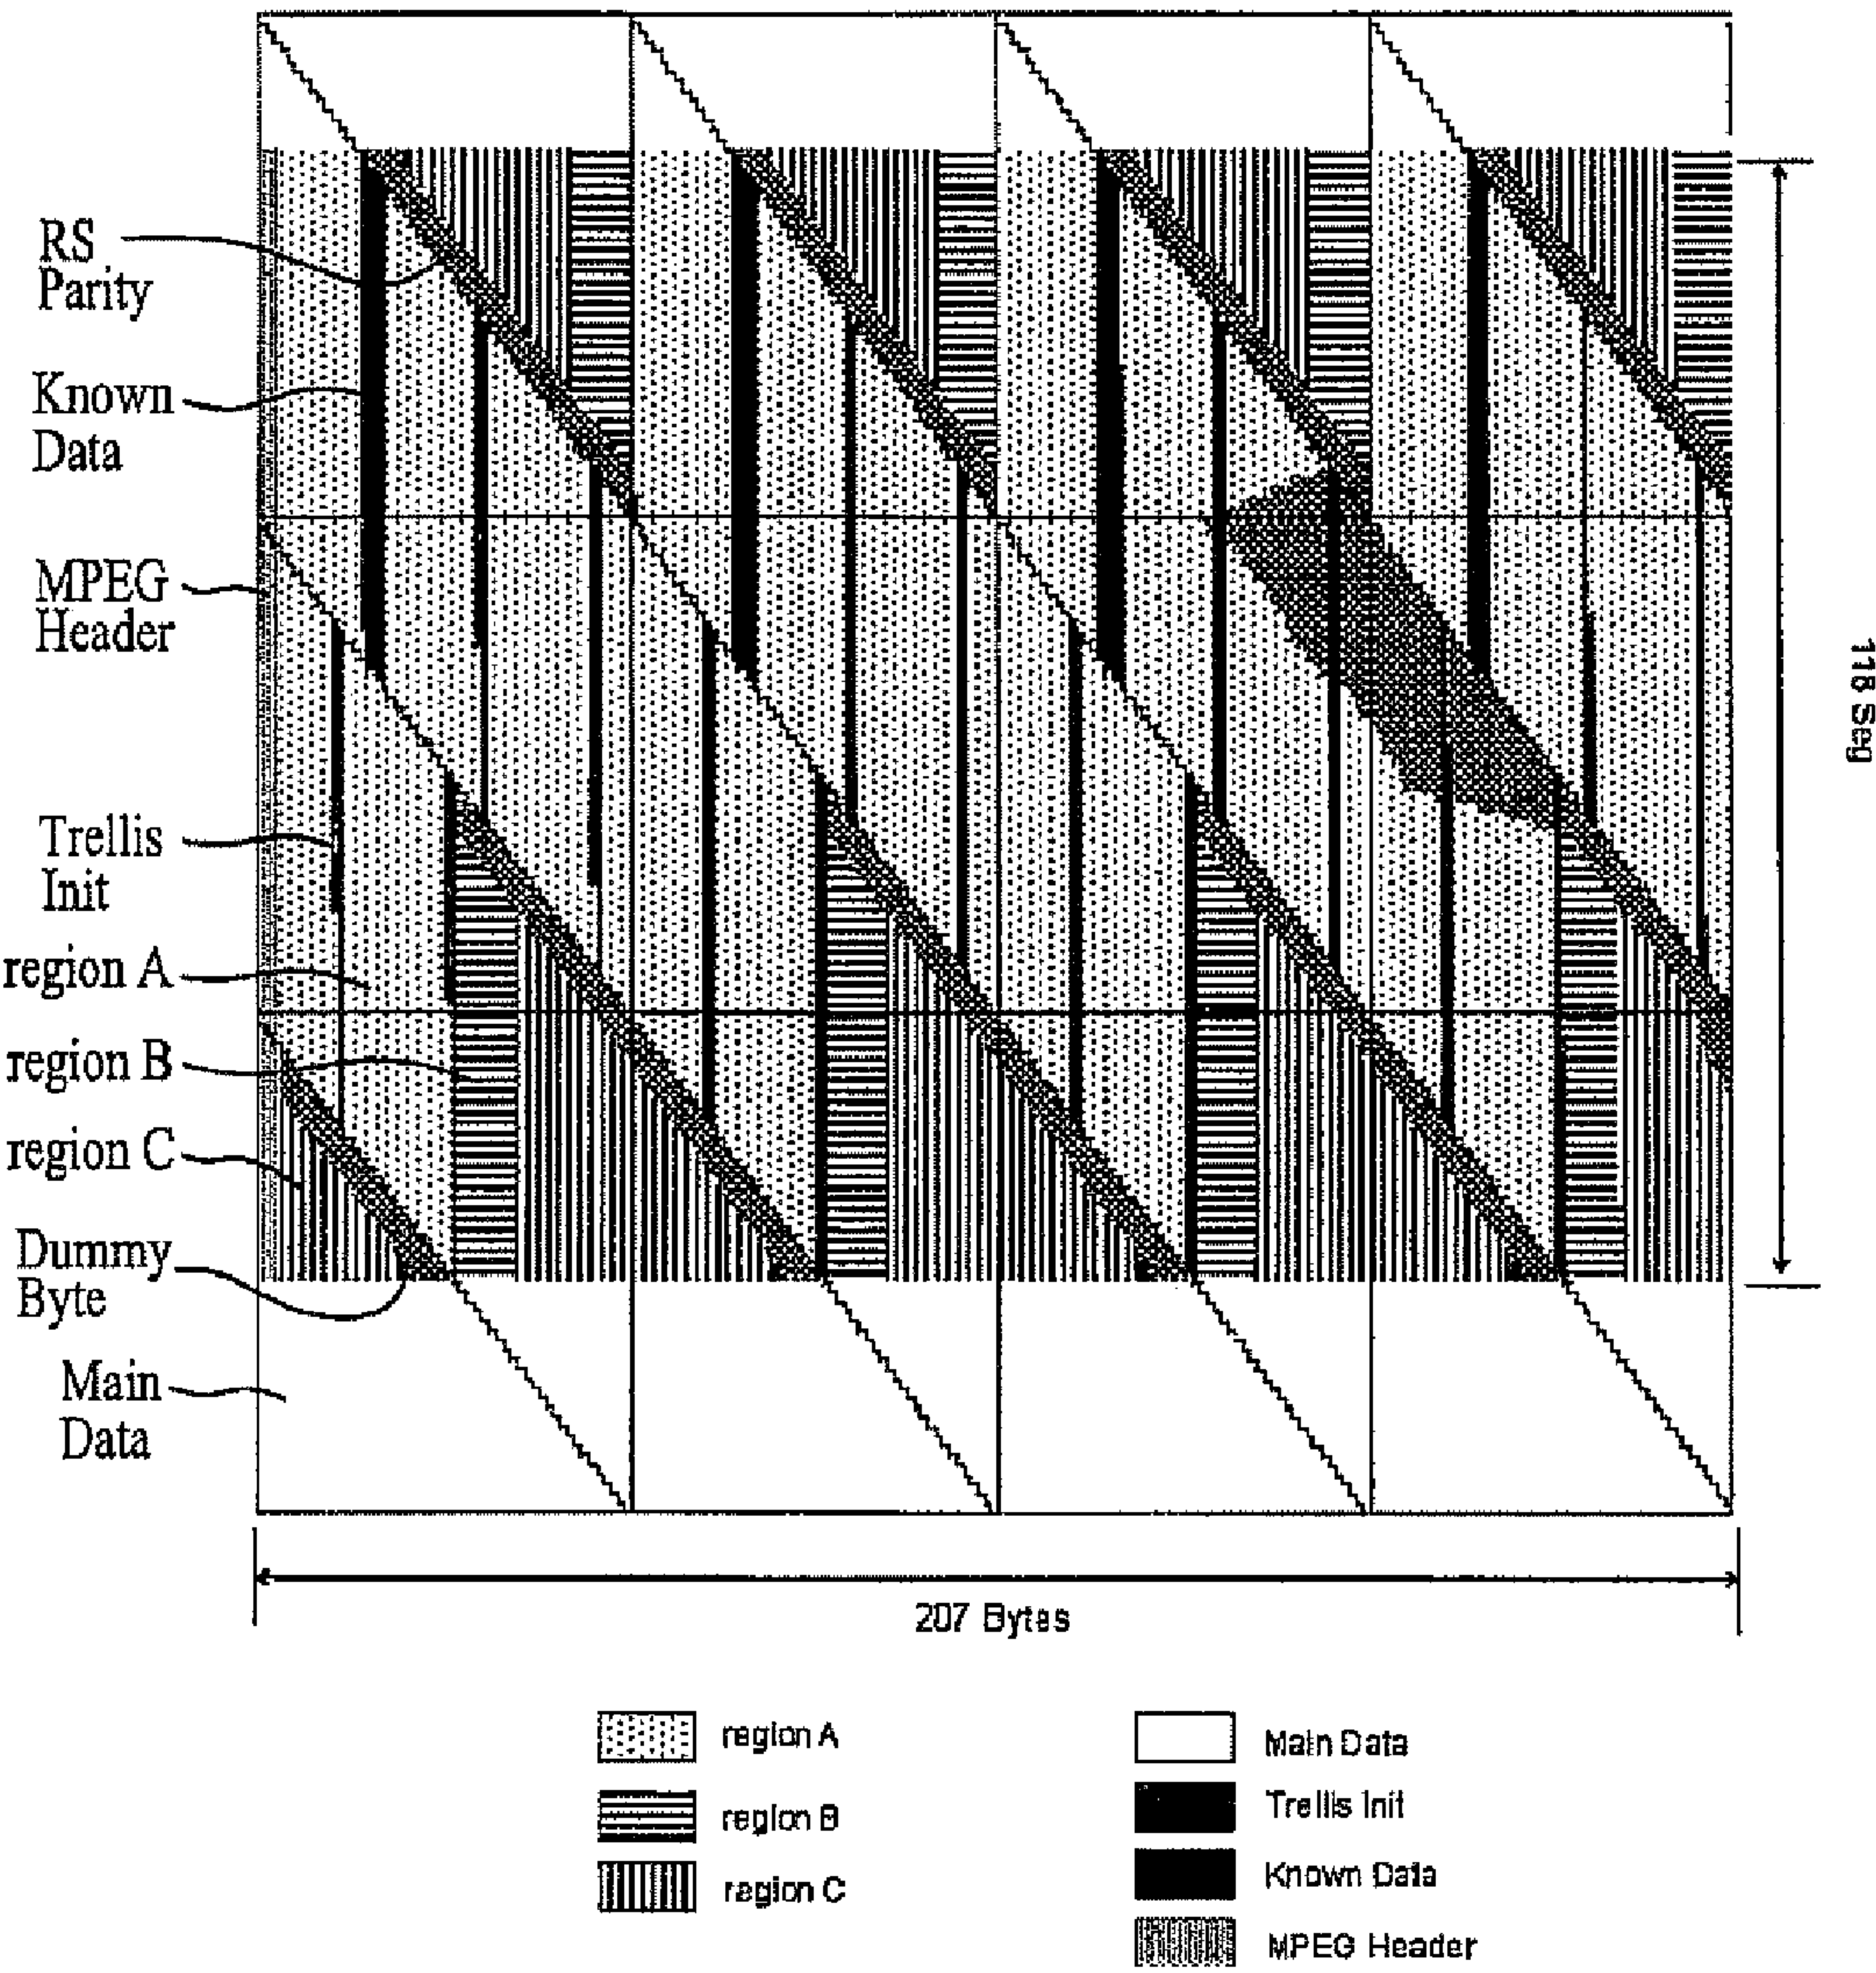 RS
Parity
Known
Data
MPEG
Header
Trellis
Init
region A
region B
region C
Dummy
Byte
Main
Data
118 Seg
207 Bytes
region A
region B
region C
Main Data
Trellis Init
Known Data
MPEG Header